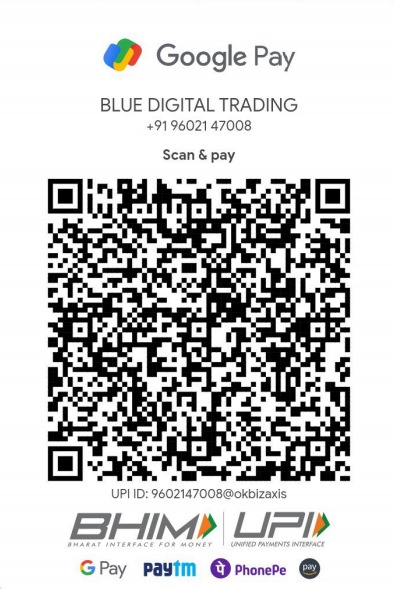 Google Pay
BLUE DIGITAL TRADING
+91 96021 47008
Scan & pay
UPI ID: 9602147008@okbizaxis
BHIM UPI
BHARAT INTERFACE FOR MONEY UNIFIED PAYMENTS INTERFACE
G Pay paytm पे PhonePe pay